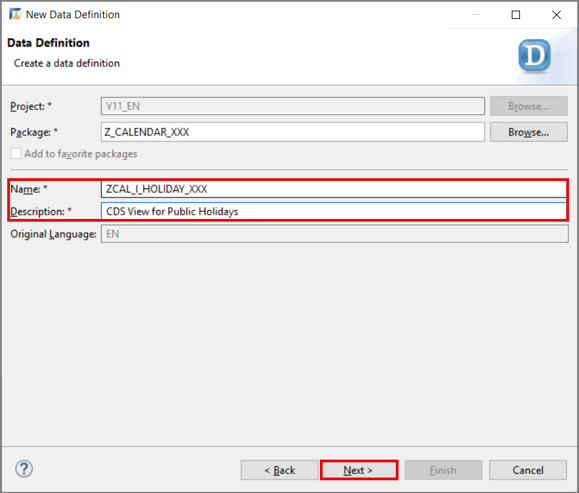 New Data Definition
Data Definition
Create a data definition
D
Project: * Y11_EN Browse...
Package: * Z_CALENDAR_XXX Browse...
Add to favorite packages
Name: * ZCAL_I_HOLIDAY_XXX
Description: * CDS View for Public Holidays
Original Language: EN
? < Back Next > Finish Cancel